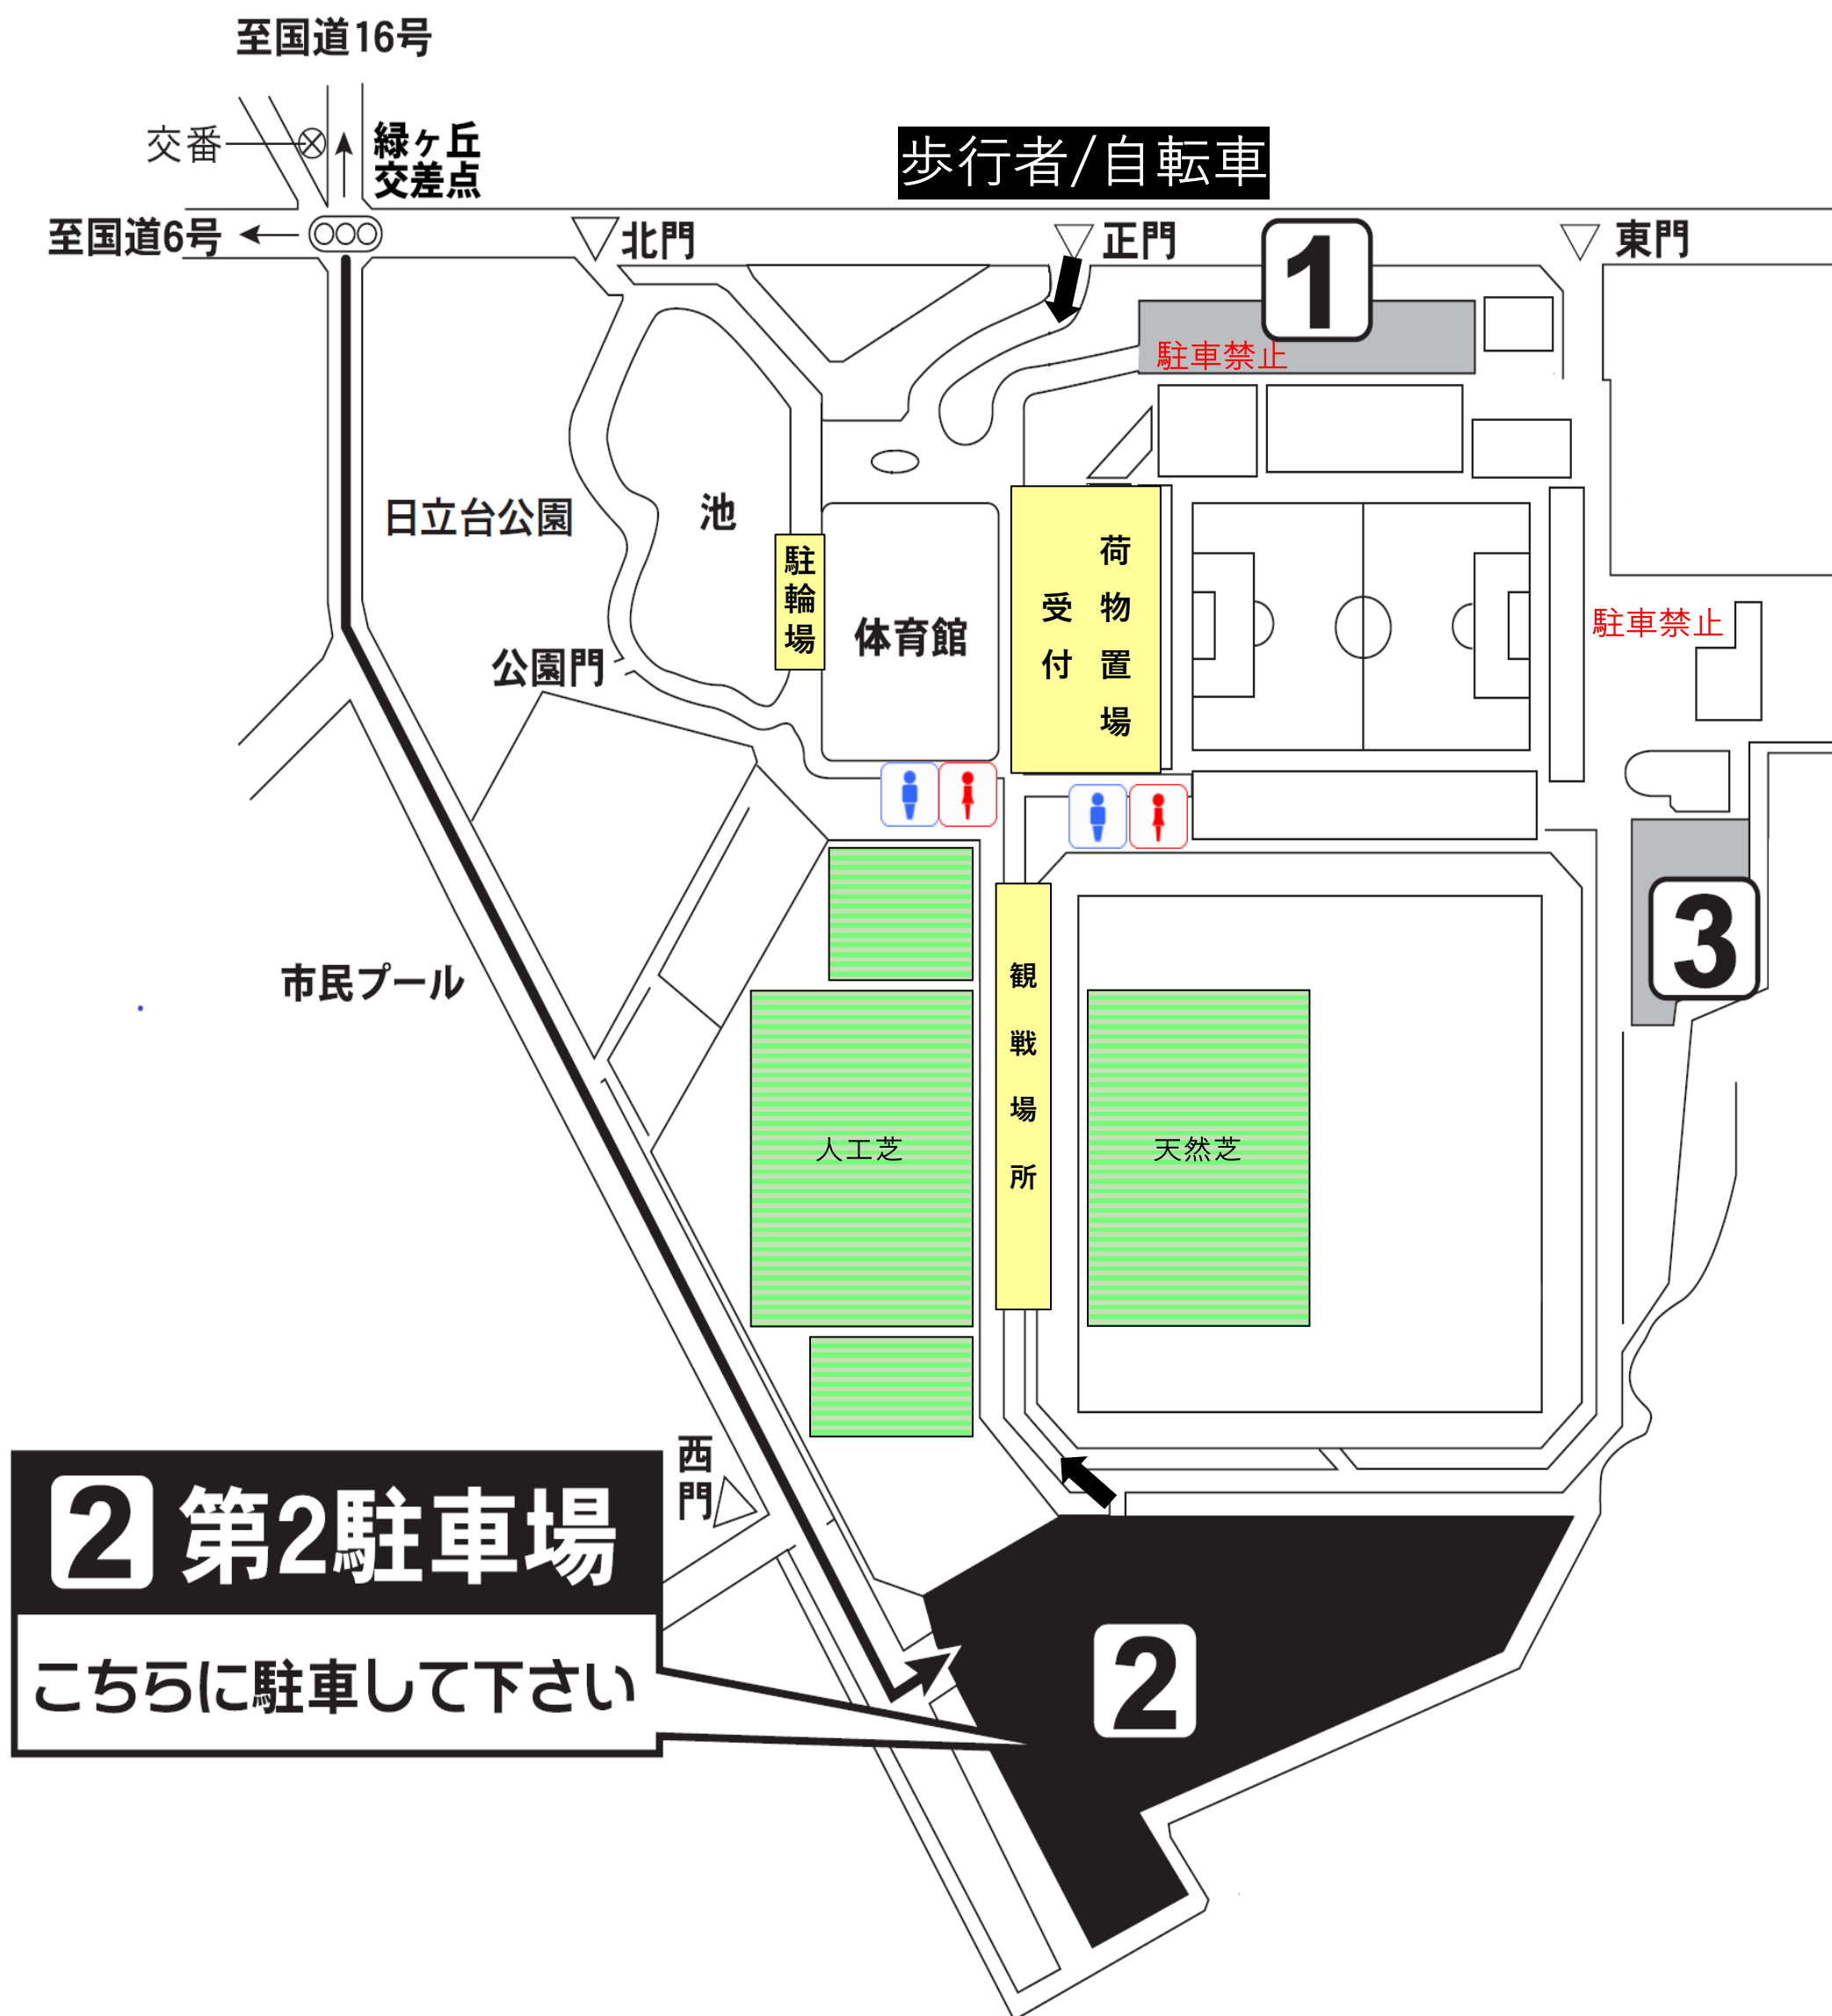 至国道16号
交番
緑ヶ丘
交差点
歩行者/自転車
至国道6号
北門
正門
東門
1
駐車禁止
日立台公園
池
駐輪場
体育館
荷物置場
受付
駐車禁止
公園門
3
市民プール
観戦場所
人工芝
天然芝
西門
2 第2駐車場
こちらに駐車して下さい
2